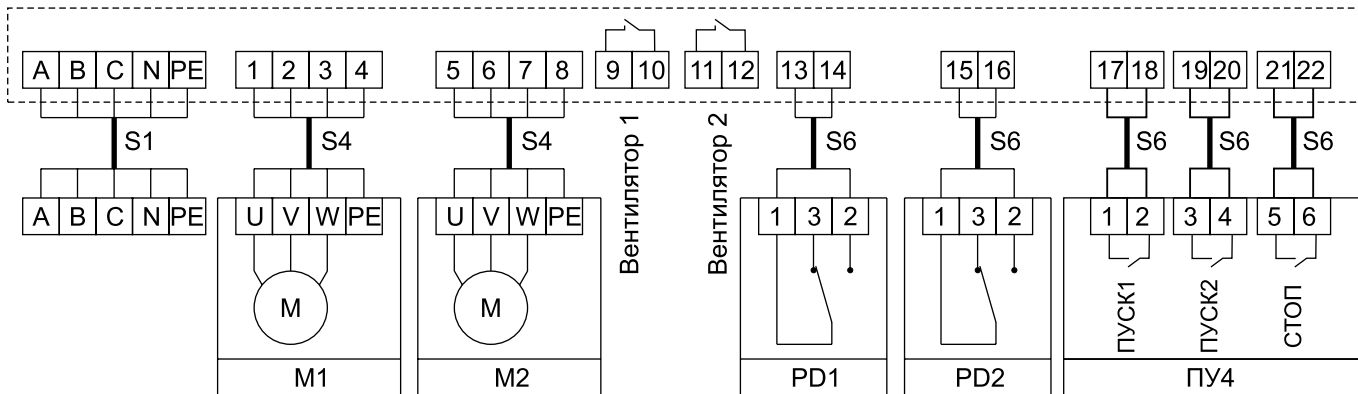 A B C N PE 1 2 3 4 5 6 7 8 9 10 11 12 13 14 15 16 17 18 19 20 21 22
S1 S4 S4 S6 S6 S6 S6 S6
Вентилятор 1
Вентилятор 2
A B C N PE U V W PE U V W PE 1 3 2 1 3 2 1 2 3 4 5 6
M M
ПУСК1
ПУСК2
СТОП
M1 M2 PD1 PD2 ПУ4